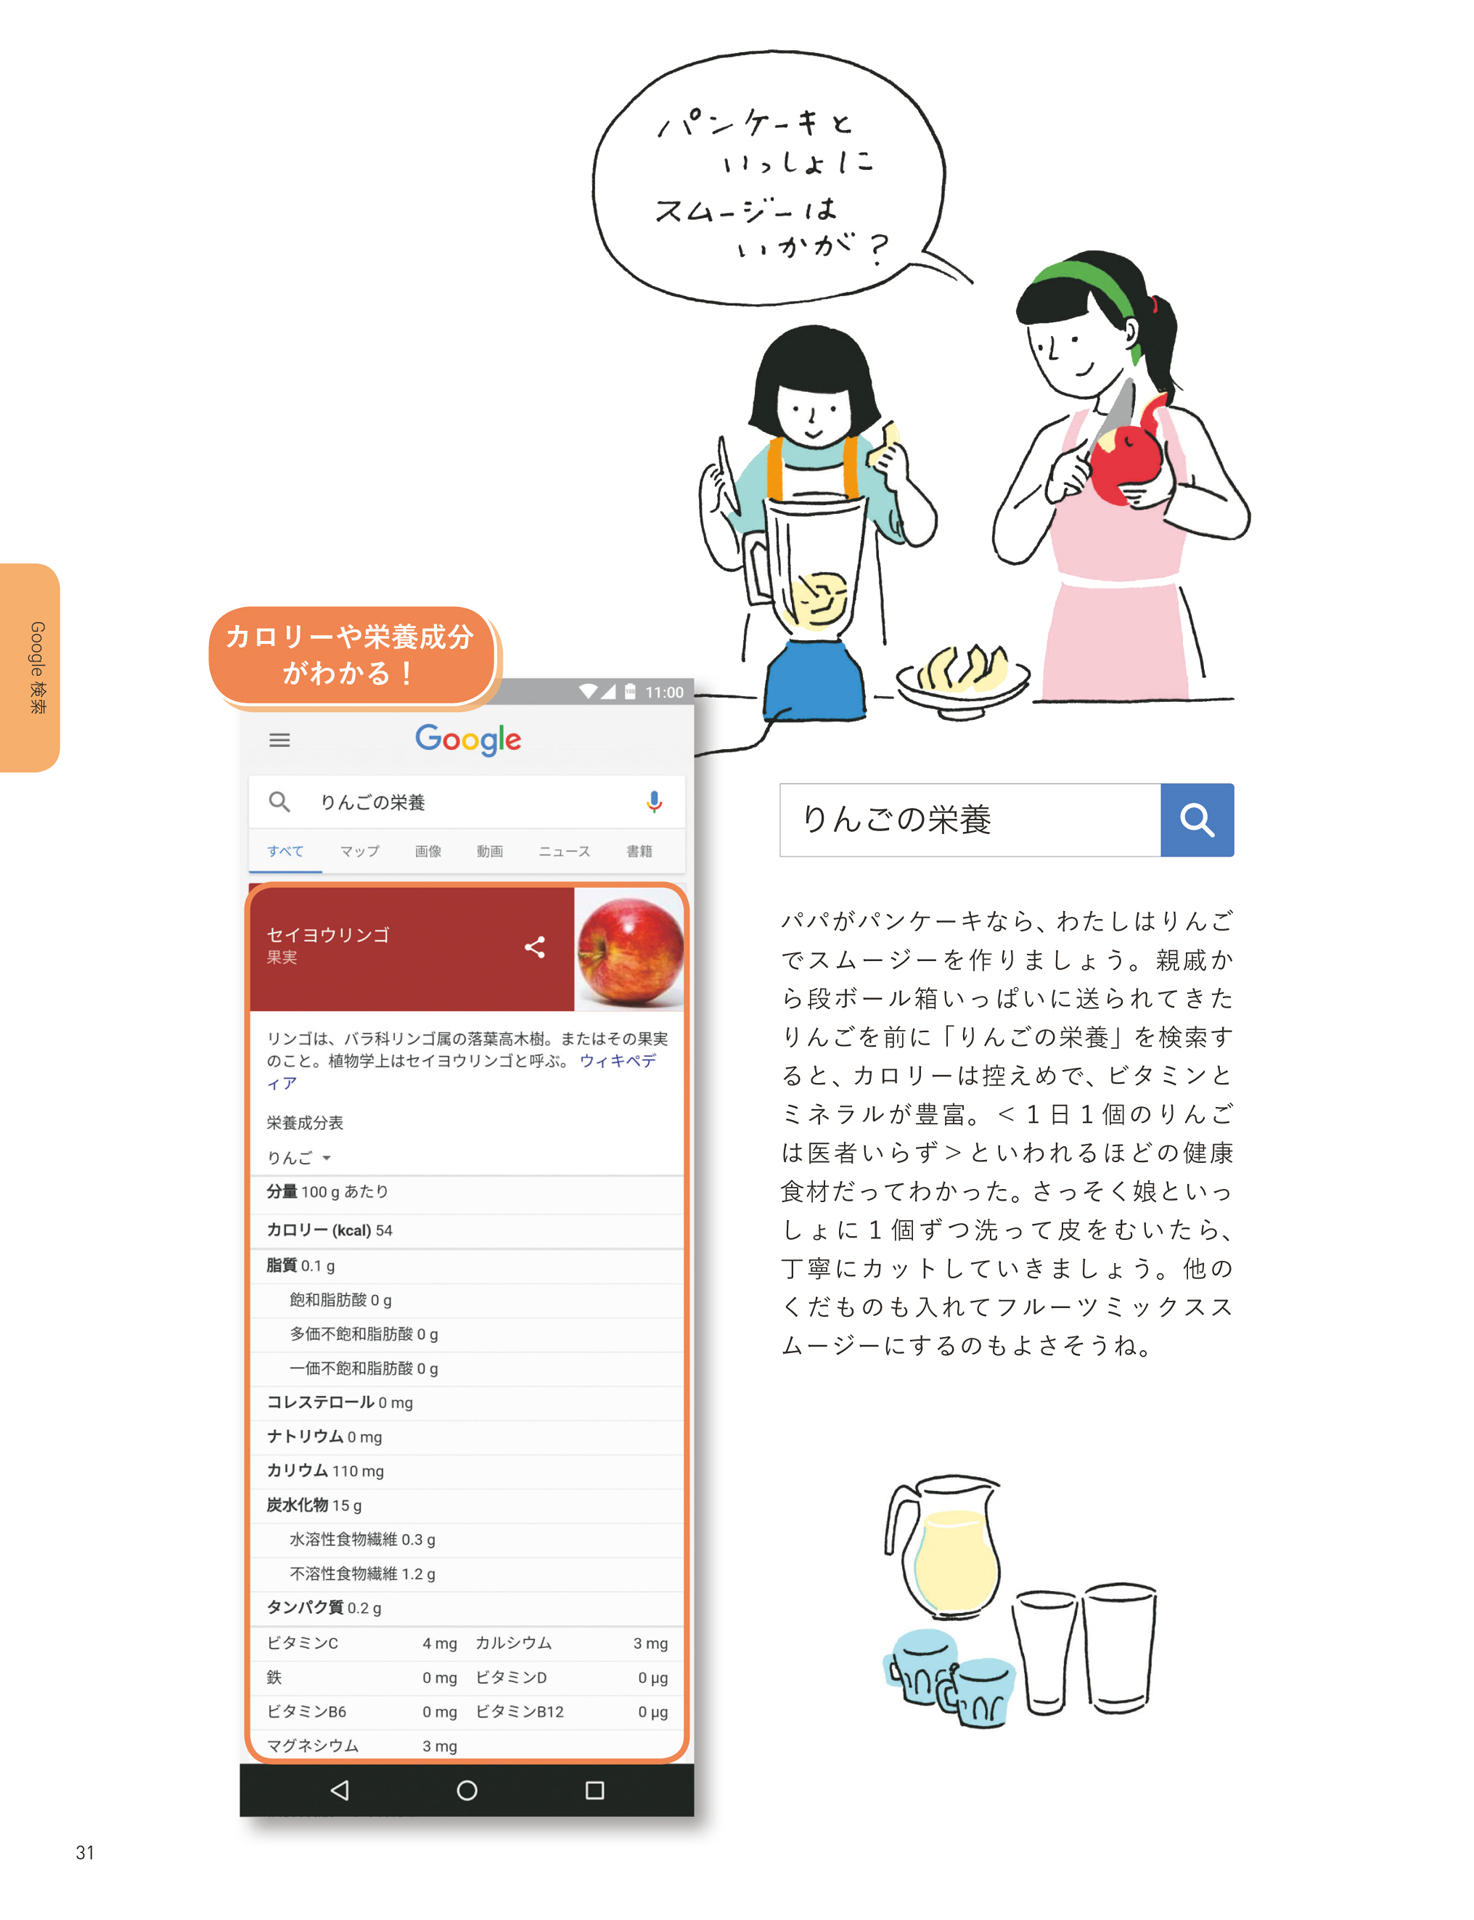 パンケーキと
いっしょに
スムージーは
いかが？
Google 検索
カロリーや栄養成分
がわかる！
11:00
Google
りんごの栄養
すべて マップ 画像 動画 ニュース 書籍
セイヨウリンゴ
果実
リンゴは、バラ科リンゴ属の落葉高木樹。またはその果実
のこと。植物学上はセイヨウリンゴと呼ぶ。 ウィキペデ
ィア
栄養成分表
りんご
分量 100 g あたり
カロリー (kcal) 54
脂質 0.1 g
飽和脂肪酸 0 g
多価不飽和脂肪酸 0 g
一価不飽和脂肪酸 0 g
コレステロール 0 mg
ナトリウム 0 mg
カリウム 110 mg
炭水化物 15 g
水溶性食物繊維 0.3 g
不溶性食物繊維 1.2 g
タンパク質 0.2 g
ビタミンC 4 mg カルシウム 3 mg
鉄 0 mg ビタミンD 0 µg
ビタミンB6 0 mg ビタミンB12 0 µg
マグネシウム 3 mg
りんごの栄養
パパがパンケーキなら、わたしはりんご
でスムージーを作りましょう。親戚か
ら段ボール箱いっぱいに送られてきた
りんごを前に「りんごの栄養」を検索す
ると、カロリーは控えめで、ビタミンと
ミネラルが豊富。＜１日１個のりんご
は医者いらず＞といわれるほどの健康
食材だってわかった。さっそく娘といっ
しょに１個ずつ洗って皮をむいたら、
丁寧にカットしていきましょう。他の
くだものも入れてフルーツミックスス
ムージーにするのもよさそうね。
31